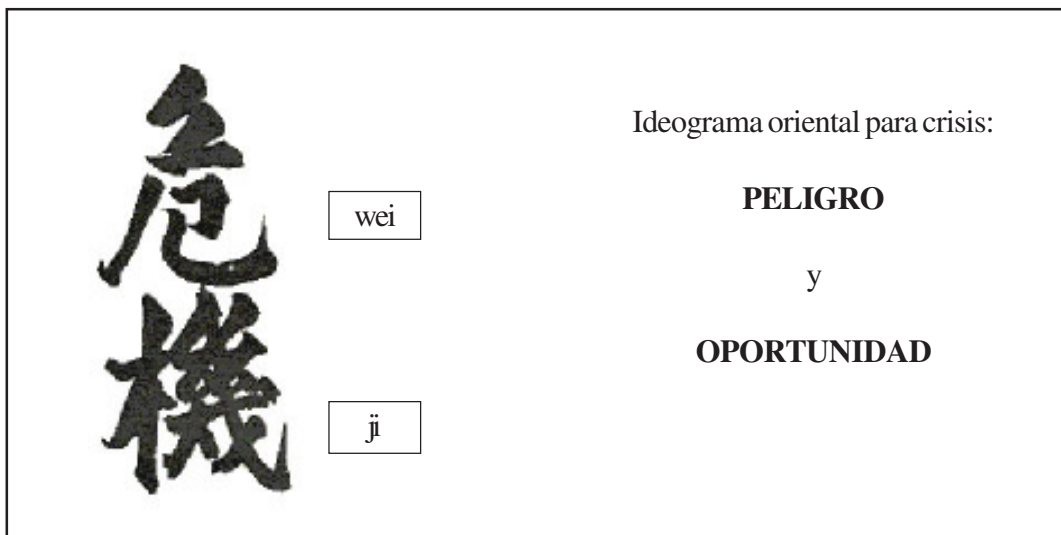 危
機
wei
ji
Ideograma oriental para crisis:
PELIGRO
y
OPORTUNIDAD